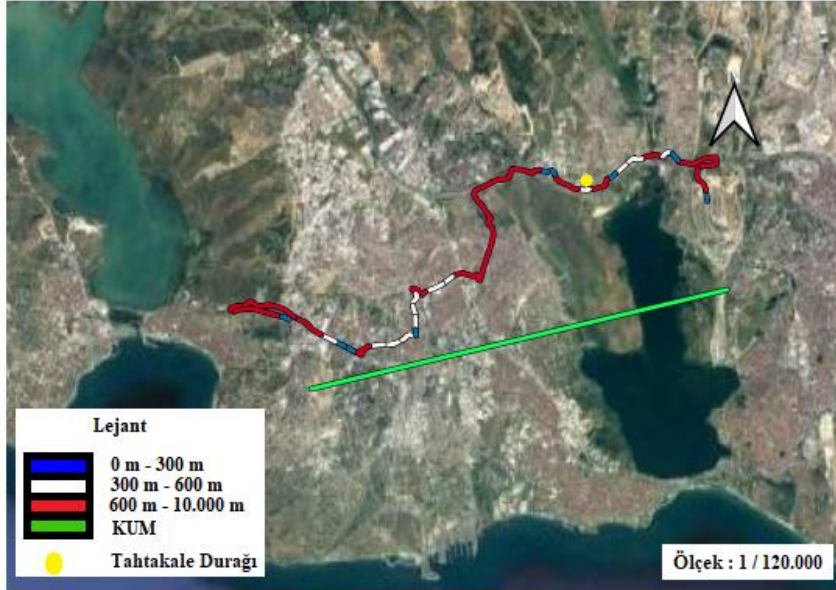 Lejant
0 m - 300 m
300 m - 600 m
600 m - 10.000 m
KUM
Tahtakale Durağı
Ölçek : 1 / 120.000